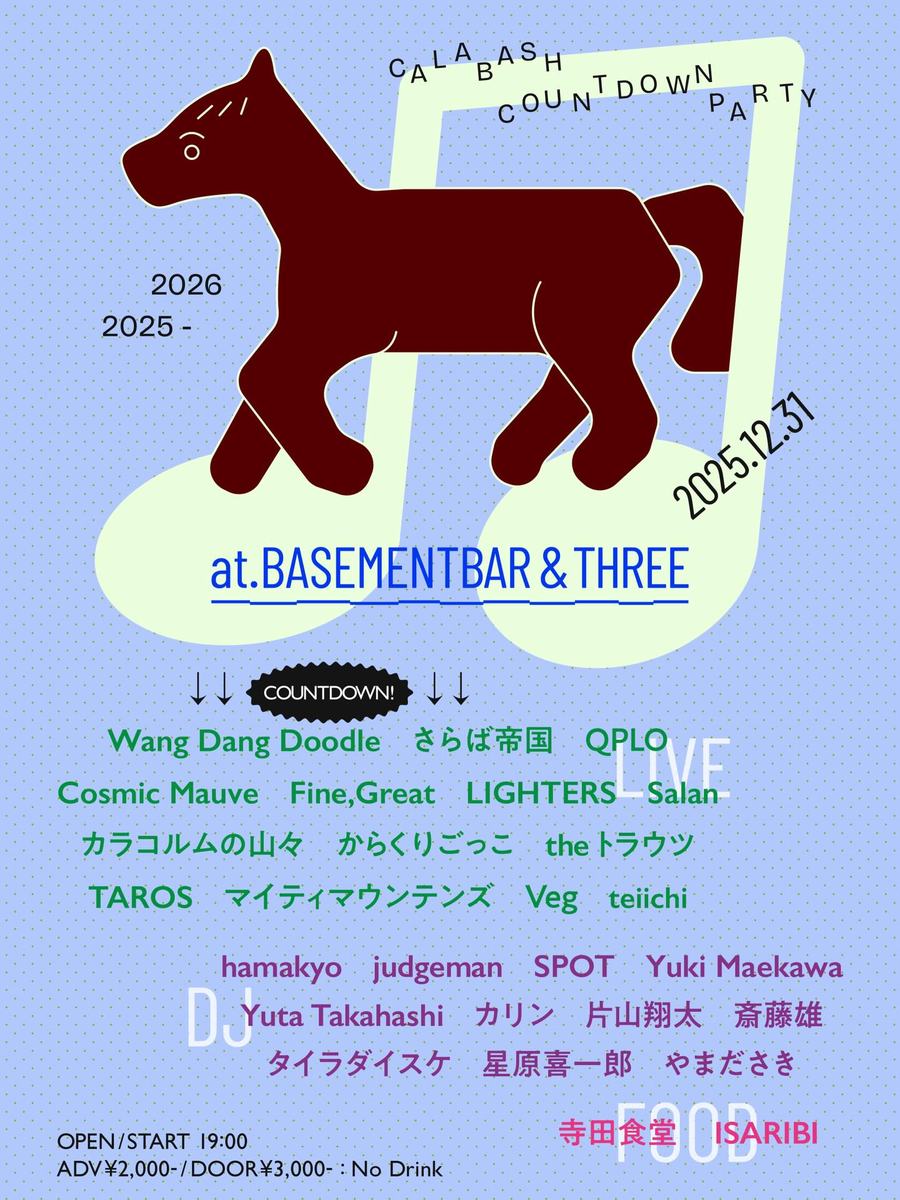 CALABASH
COUNTDOWN
PARTY
2026
2025 -
2025.12.31
at.BASEMENTBAR & THREE
↓↓ COUNTDOWN! ↓↓
LIVE
Wang Dang Doodle さらば帝国 QPLO
Cosmic Mauve Fine,Great LIGHTERS Salan
カラコルムの山々 からくりごっこ the トラウツ
TAROS マイティマウンテンズ Veg teiichi
DJ
hamakyo judgeman SPOT Yuki Maekawa
Yuta Takahashi カリン 片山翔太 斎藤雄
タイラダイスケ 星原喜一郎 やまださき
FOOD
寺田食堂 ISARIBI
OPEN/START 19:00
ADV¥2,000-/DOOR¥3,000- : No Drink